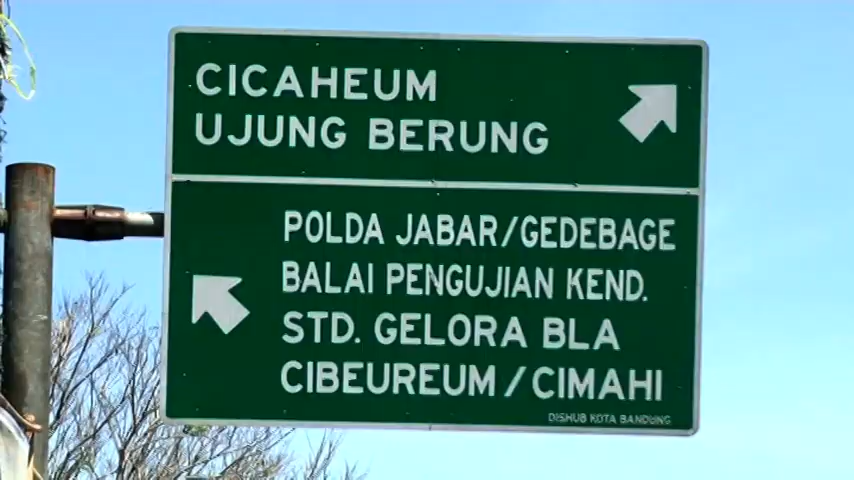 CICAHEUM
UJUNG BERUNG
POLDA JABAR/GEDEBAGE
BALAI PENGUJIAN KEND.
STD. GELORA BLA
CIBEUREUM / CIMAHI
DISHUB KOTA BANDUNG